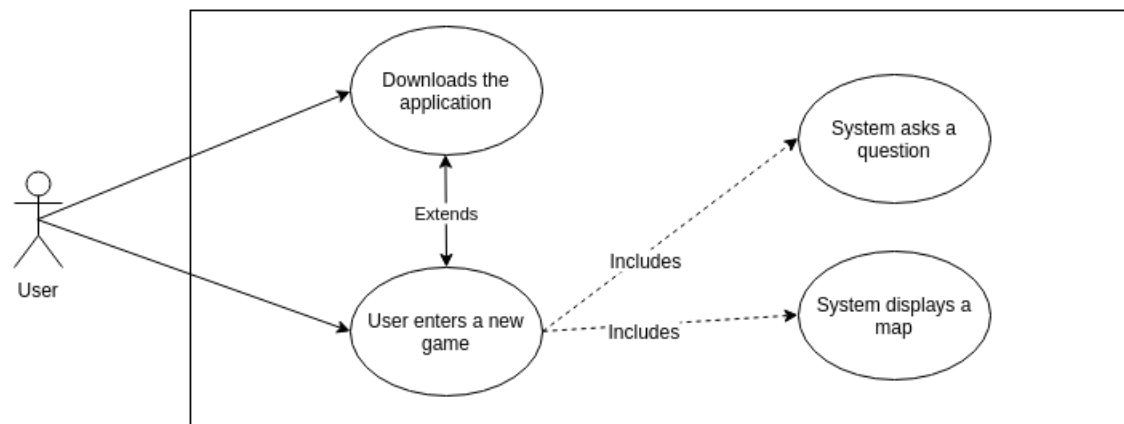 Downloads the
application
System asks a
question
Extends
User
Includes
User enters a new
game
Includes
System displays a
map